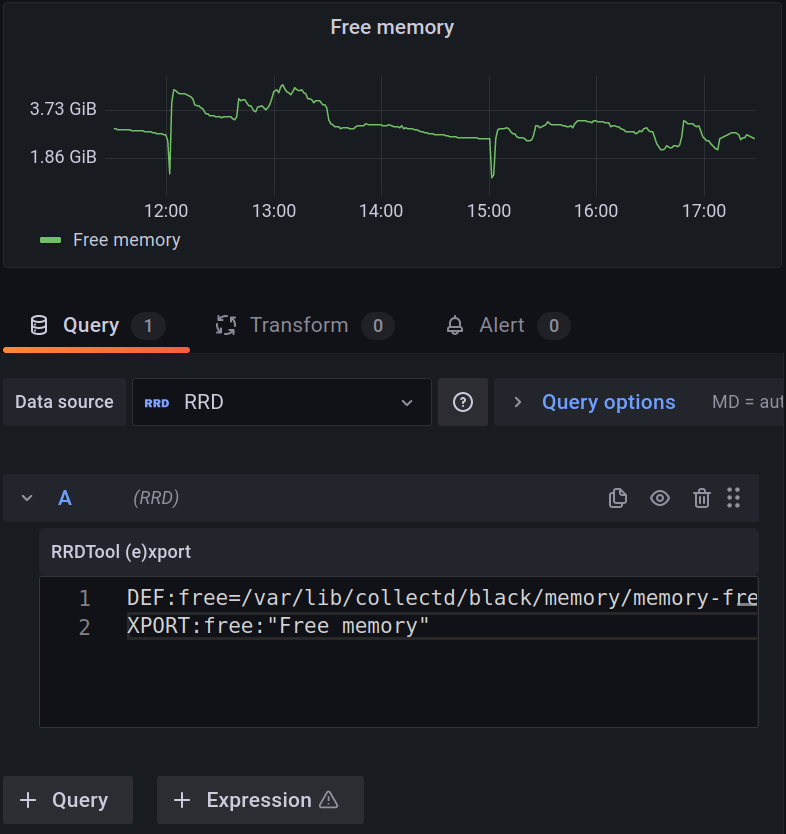 Free memory
3.73 GiB
1.86 GiB
12:00 13:00 14:00 15:00 16:00 17:00
Free memory
Query 1 Transform 0 Alert 0
Data source RRD RRD Query options MD = aut
A (RRD)
RRDTool (e)xport
1 DEF:free=/var/lib/collectd/black/memory/memory-fre
2 XPORT:free:"Free memory"
+ Query + Expression